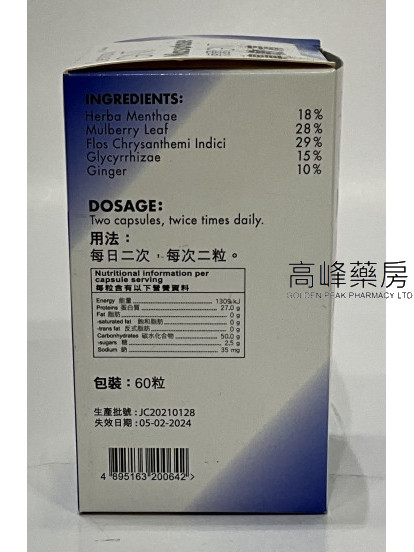 INGREDIENTS:
Herba Menthae 18%
Mulberry Leaf 28%
Flos Chrysanthemi Indici 29%
Glycyrrhizae 15%
Ginger 10%
DOSAGE:
Two capsules, twice times daily.
用法：
每日二次，每次二粒。
Nutritional information per
capsule serving
每粒含有以下營養資料
Energy 能量 1309kJ
Proteins 蛋白質 27.0 g
Fat 脂肪 0 g
-saturated fat 飽和脂肪 0 g
-trans fat 反式脂肪 0 g
Carbohydrates 碳水化合物 50.0 g
-sugars 糖 2.5 g
Sodium 鈉 35 mg
包裝：60粒
生產批號：JC20210128
失效日期：05-02-2024
4 895163 200642 >
高峰藥房
GOLDEN PEAK PHARMACY LTD